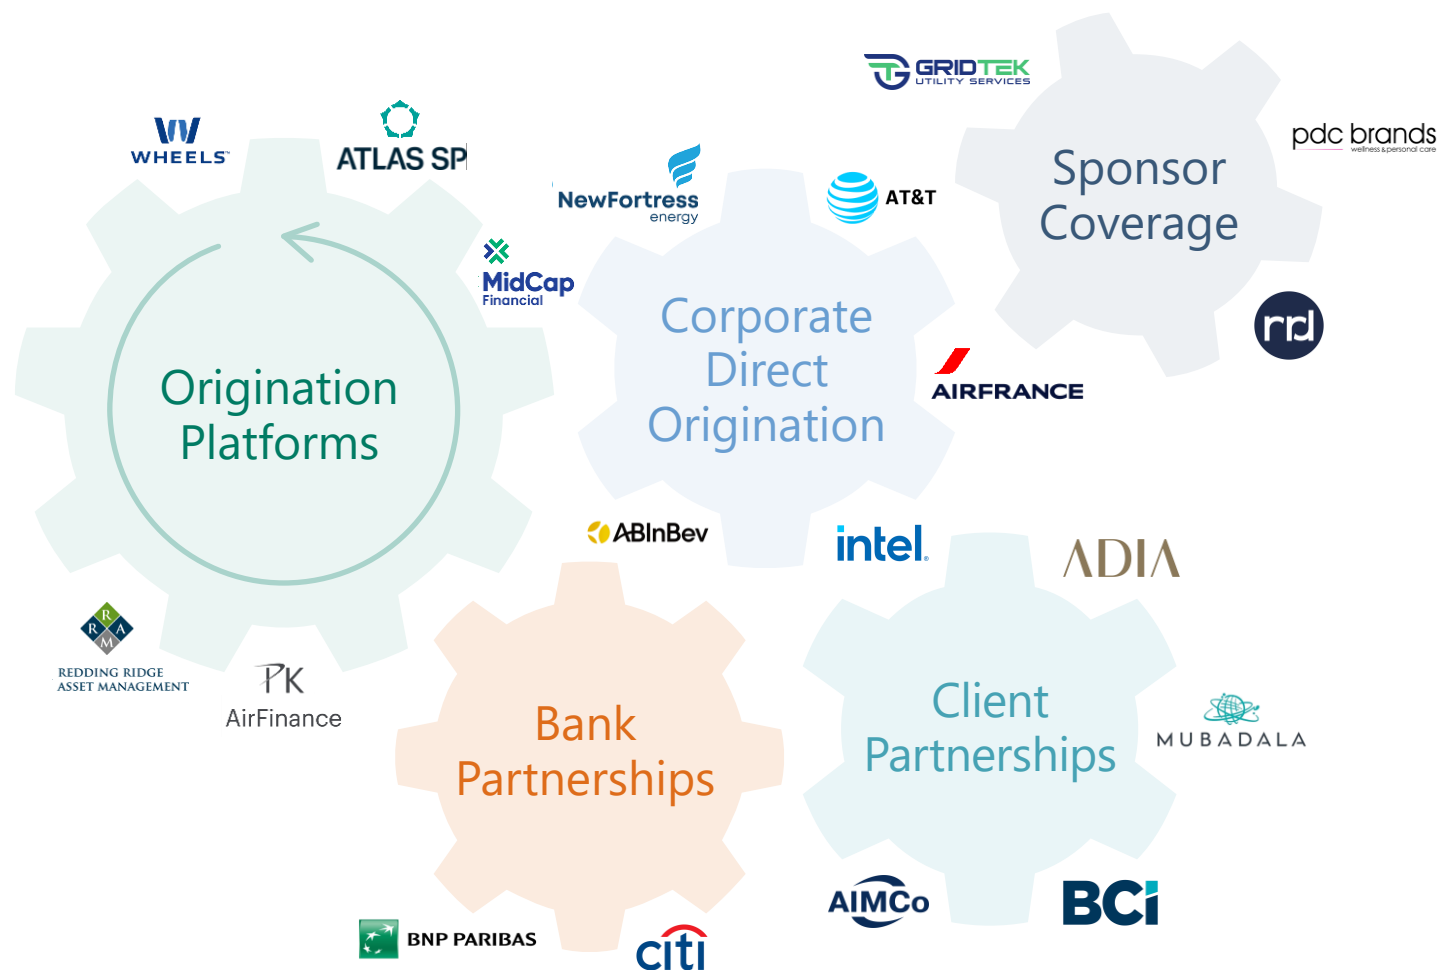 WHEELS™
ATLAS SP
MidCap
Financial
Origination
Platforms
R
R A
M
REDDING RIDGE
ASSET MANAGEMENT
PK
AirFinance
NewFortress
energy
AT&T
Corporate
Direct
Origination
AIRFRANCE
ABInBev
intel®
GRIDTEK
UTILITY SERVICES
Sponsor
Coverage
pdc brands
wellness & personal care
rrd
Bank
Partnerships
BNP PARIBAS
citi
ADIA
Client
Partnerships
MUBADALA
AIMCo
BCi